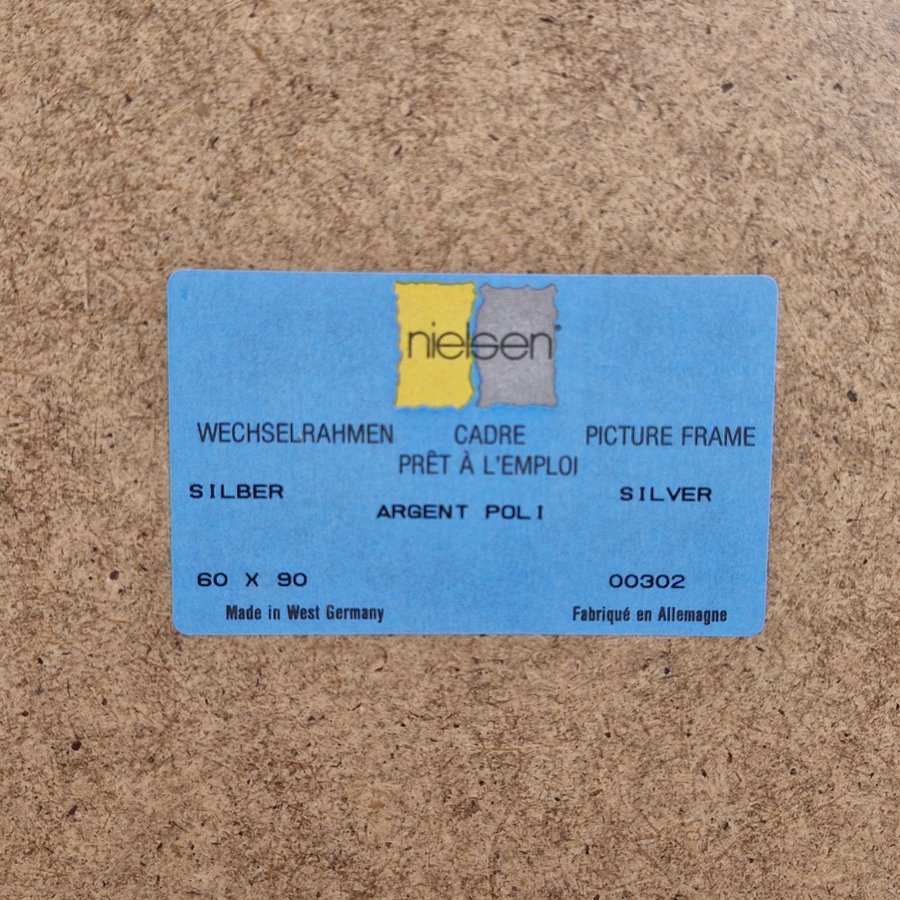 nielsen®
WECHSELRAHMEN CADRE PICTURE FRAME
PRÊT À L'EMPLOI
SILBER SILVER
ARGENT POLI
60 X 90 00302
Made in West Germany Fabriqué en Allemagne